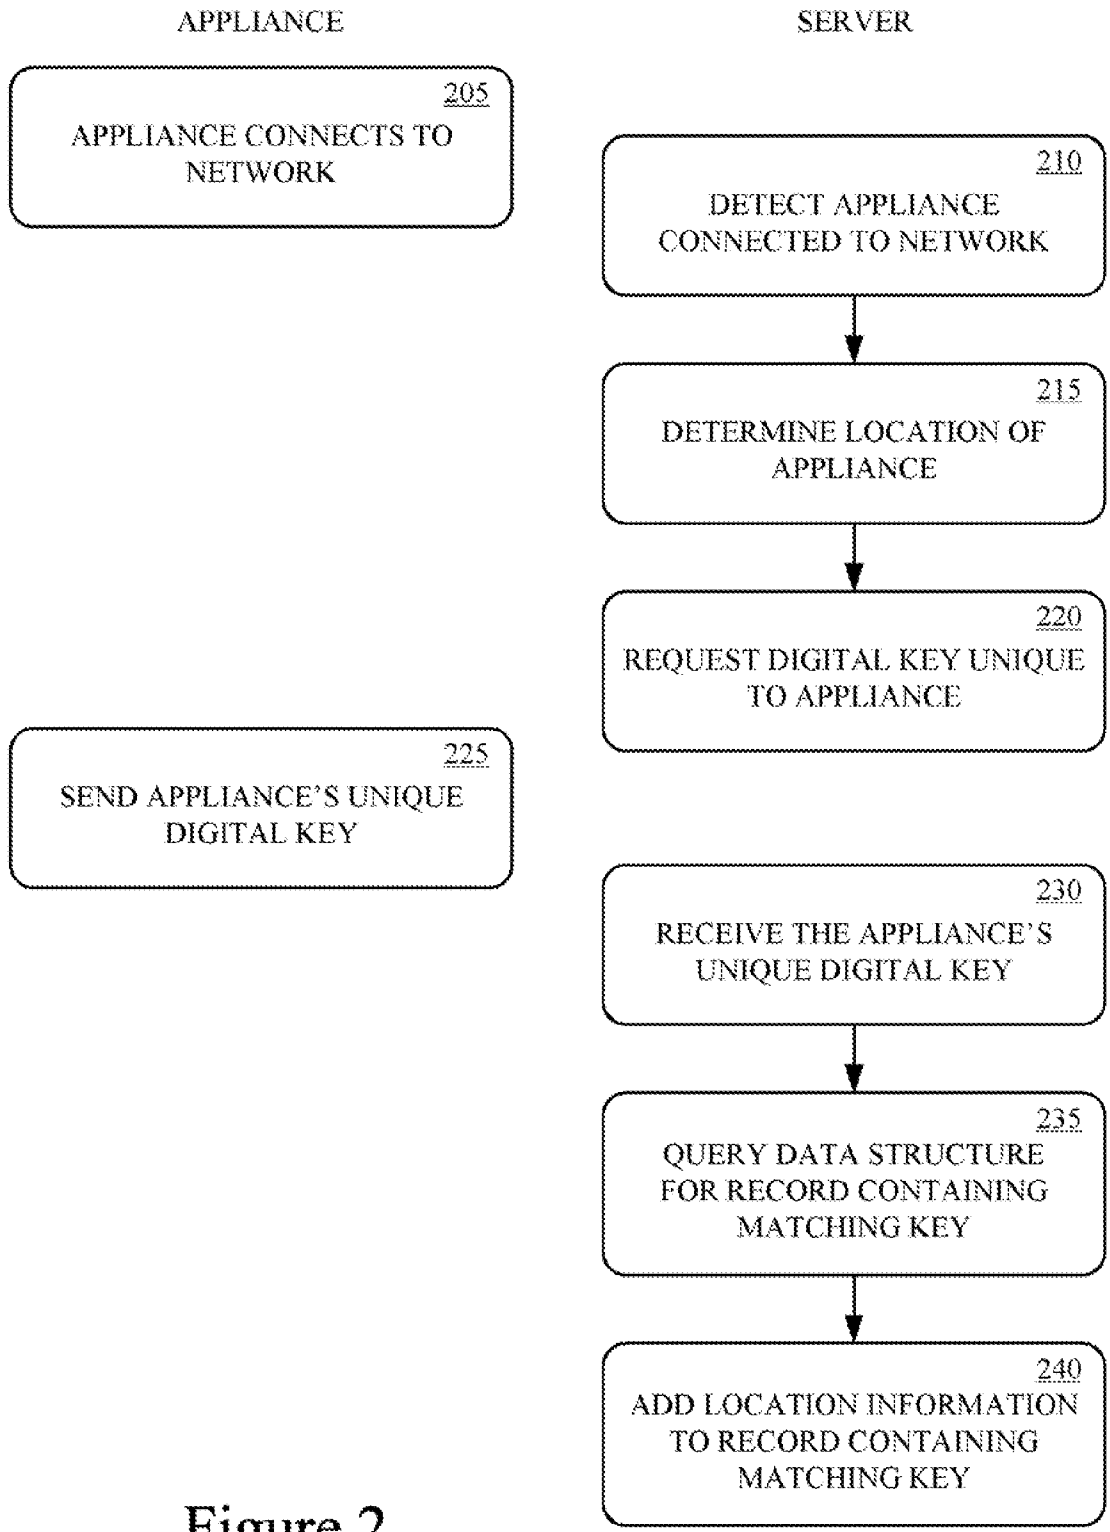 APPLIANCE
SERVER
205
APPLIANCE CONNECTS TO
NETWORK
210
DETECT APPLIANCE
CONNECTED TO NETWORK
215
DETERMINE LOCATION OF
APPLIANCE
220
REQUEST DIGITAL KEY UNIQUE
TO APPLIANCE
225
SEND APPLIANCE'S UNIQUE
DIGITAL KEY
230
RECEIVE THE APPLIANCE'S
UNIQUE DIGITAL KEY
235
QUERY DATA STRUCTURE
FOR RECORD CONTAINING
MATCHING KEY
240
ADD LOCATION INFORMATION
TO RECORD CONTAINING
MATCHING KEY
Figure 2